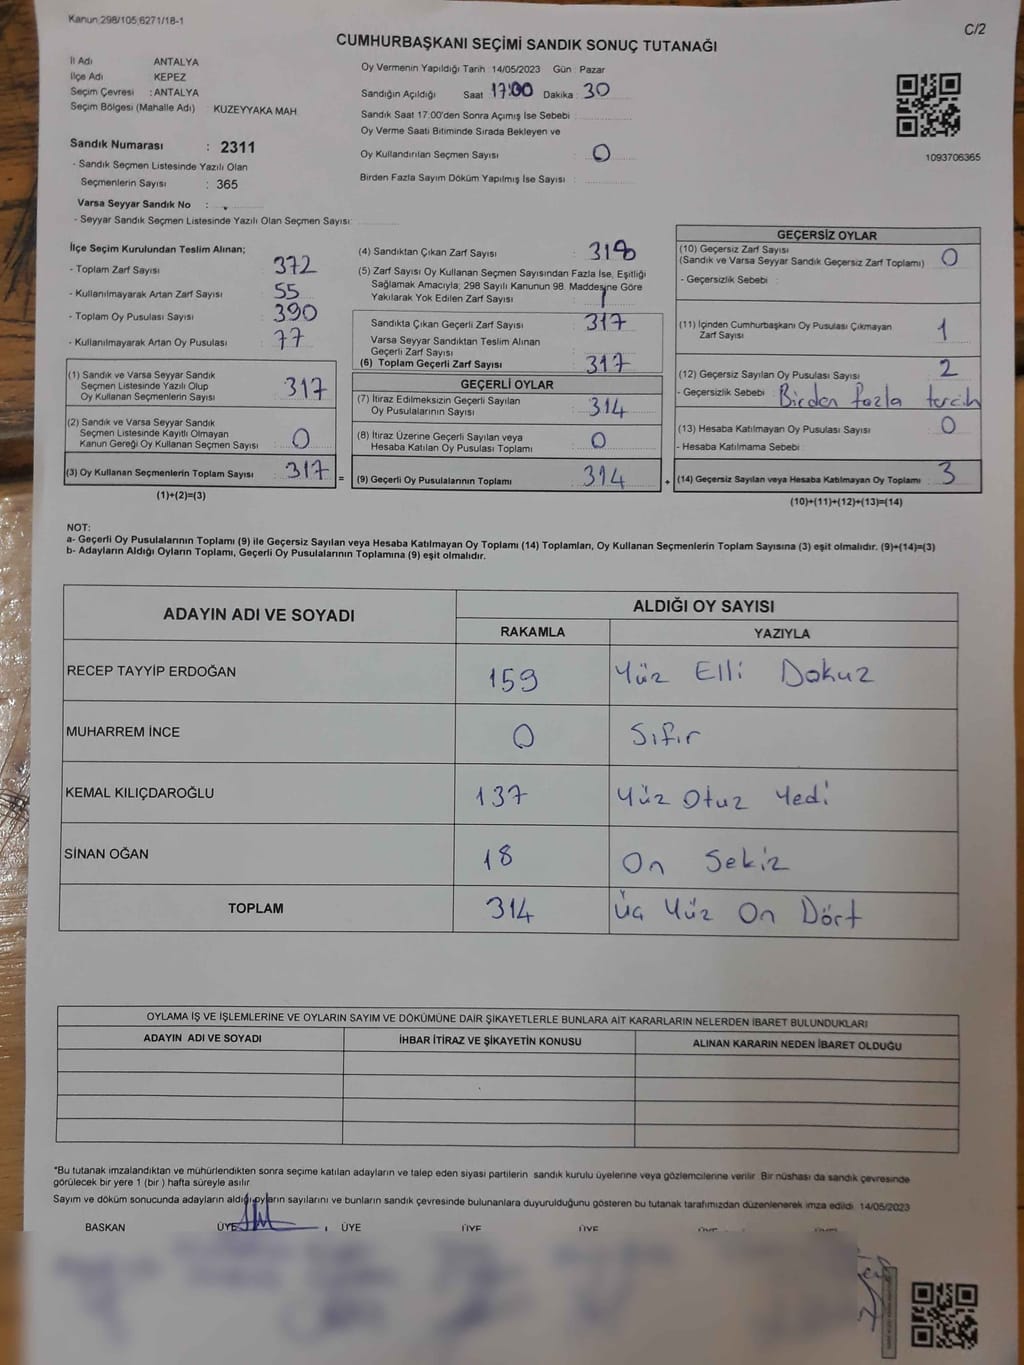 Kanun 298/105,6271/18-1
C/2
CUMHURBAŞKANI SEÇİMİ SANDIK SONUÇ TUTANAĞI
İl Adı ANTALYA
İlçe Adı KEPEZ
Seçim Çevresi : ANTALYA
Seçim Bölgesi (Mahalle Adı) KUZEYYAKA MAH
Sandık Numarası : 2311
- Sandık Seçmen Listesinde Yazılı Olan
Seçmenlerin Sayısı : 365
Varsa Seyyar Sandık No :
- Seyyar Sandık Seçmen Listesinde Yazılı Olan Seçmen Sayısı:
Oy Vermenin Yapıldığı Tarih : 14/05/2023 Gün : Pazar
Sandığın Açıldığı Saat 17:00 Dakika : 30
Sandık Saat 17:00'den Sonra Açımış İse Sebebi :
Oy Verme Saati Bitiminde Sırada Bekleyen ve
Oy Kullandırılan Seçmen Sayısı : 0
Birden Fazla Sayım Döküm Yapılmış İse Sayısı :
1093706365
İlçe Seçim Kurulundan Teslim Alınan;
- Toplam Zarf Sayısı : 372
- Kullanılmayarak Artan Zarf Sayısı : 55
- Toplam Oy Pusulası Sayısı : 390
- Kullanılmayarak Artan Oy Pusulası : 77
(1) Sandık ve Varsa Seyyar Sandık
Seçmen Listesinde Yazılı Olup
Oy Kullanan Seçmenlerin Sayısı : 317
(2) Sandık ve Varsa Seyyar Sandık
Seçmen Listesinde Kayıtlı Olmayan
Kanun Gereği Oy Kullanan Seçmen Sayısı : 0
(3) Oy Kullanan Seçmenlerin Toplam Sayısı : 317
(1)+(2)=(3)
(4) Sandıktan Çıkan Zarf Sayısı : 318
(5) Zarf Sayısı Oy Kullanan Seçmen Sayısından Fazla İse, Eşitliği
Sağlamak Amacıyla; 298 Sayılı Kanunun 98. Maddesine Göre
Yakılarak Yok Edilen Zarf Sayısı : 1
Sandıkta Çıkan Geçerli Zarf Sayısı : 317
Varsa Seyyar Sandıktan Teslim Alınan
Geçerli Zarf Sayısı
(6) Toplam Geçerli Zarf Sayısı : 317
GEÇERLİ OYLAR
(7) İtiraz Edilmeksizin Geçerli Sayılan
Oy Pusulalarının Sayısı : 314
(8) İtiraz Üzerine Geçerli Sayılan veya
Hesaba Katılan Oy Pusulası Toplamı : 0
= (9) Geçerli Oy Pusulalarının Toplamı : 314
GEÇERSİZ OYLAR
(10) Geçersiz Zarf Sayısı
(Sandık ve Varsa Seyyar Sandık Geçersiz Zarf Toplamı) : 0
- Geçersizlik Sebebi :
(11) İçinden Cumhurbaşkanı Oy Pusulası Çıkmayan
Zarf Sayısı : 1
(12) Geçersiz Sayılan Oy Pusulası Sayısı : 2
- Geçersizlik Sebebi : Birden fazla tercih
(13) Hesaba Katılmayan Oy Pusulası Sayısı : 0
- Hesaba Katılmama Sebebi :
+ (14) Geçersiz Sayılan veya Hesaba Katılmayan Oy Toplamı : 3
(10)+(11)+(12)+(13)=(14)
NOT:
a- Geçerli Oy Pusulalarının Toplamı (9) ile Geçersiz Sayılan veya Hesaba Katılmayan Oy Toplamı (14) Toplamları, Oy Kullanan Seçmenlerin Toplam Sayısına (3) eşit olmalıdır. (9)+(14)=(3)
b- Adayların Aldığı Oyların Toplamı, Geçerli Oy Pusulalarının Toplamına (9) eşit olmalıdır.
ADAYIN ADI VE SOYADI ALDIĞI OY SAYISI
RAKAMLA YAZIYLA
RECEP TAYYİP ERDOĞAN 159 Yüz Elli Dokuz
MUHARREM İNCE 0 Sıfır
KEMAL KILIÇDAROĞLU 137 Yüz Otuz Yedi
SİNAN OĞAN 18 On Sekiz
TOPLAM 314 Üç Yüz On Dört
OYLAMA İŞ VE İŞLEMLERİNE VE OYLARIN SAYIM VE DÖKÜMÜNE DAİR ŞİKAYETLERLE BUNLARA AİT KARARLARIN NELERDEN İBARET BULUNDUKLARI
ADAYIN ADI VE SOYADI İHBAR İTİRAZ VE ŞİKAYETİN KONUSU ALINAN KARARIN NEDEN İBARET OLDUĞU
*Bu tutanak imzalandıktan ve mühürlendikten sonra seçime katılan adayların ve talep eden siyasi partilerin sandık kurulu üyelerine veya gözlemcilerine verilir. Bir nüshası da sandık çevresinde
görülecek bir yere 1 (bir ) hafta süreyle asılır.
Sayım ve döküm sonucunda adayların aldığı oyların sayılarını ve bunların sandık çevresinde bulunanlara duyurulduğunu gösteren bu tutanak tarafımızdan düzenlenerek imza edildi. 14/05/2023
BAŞKAN ÜYE ÜYE ÜYE ÜYE